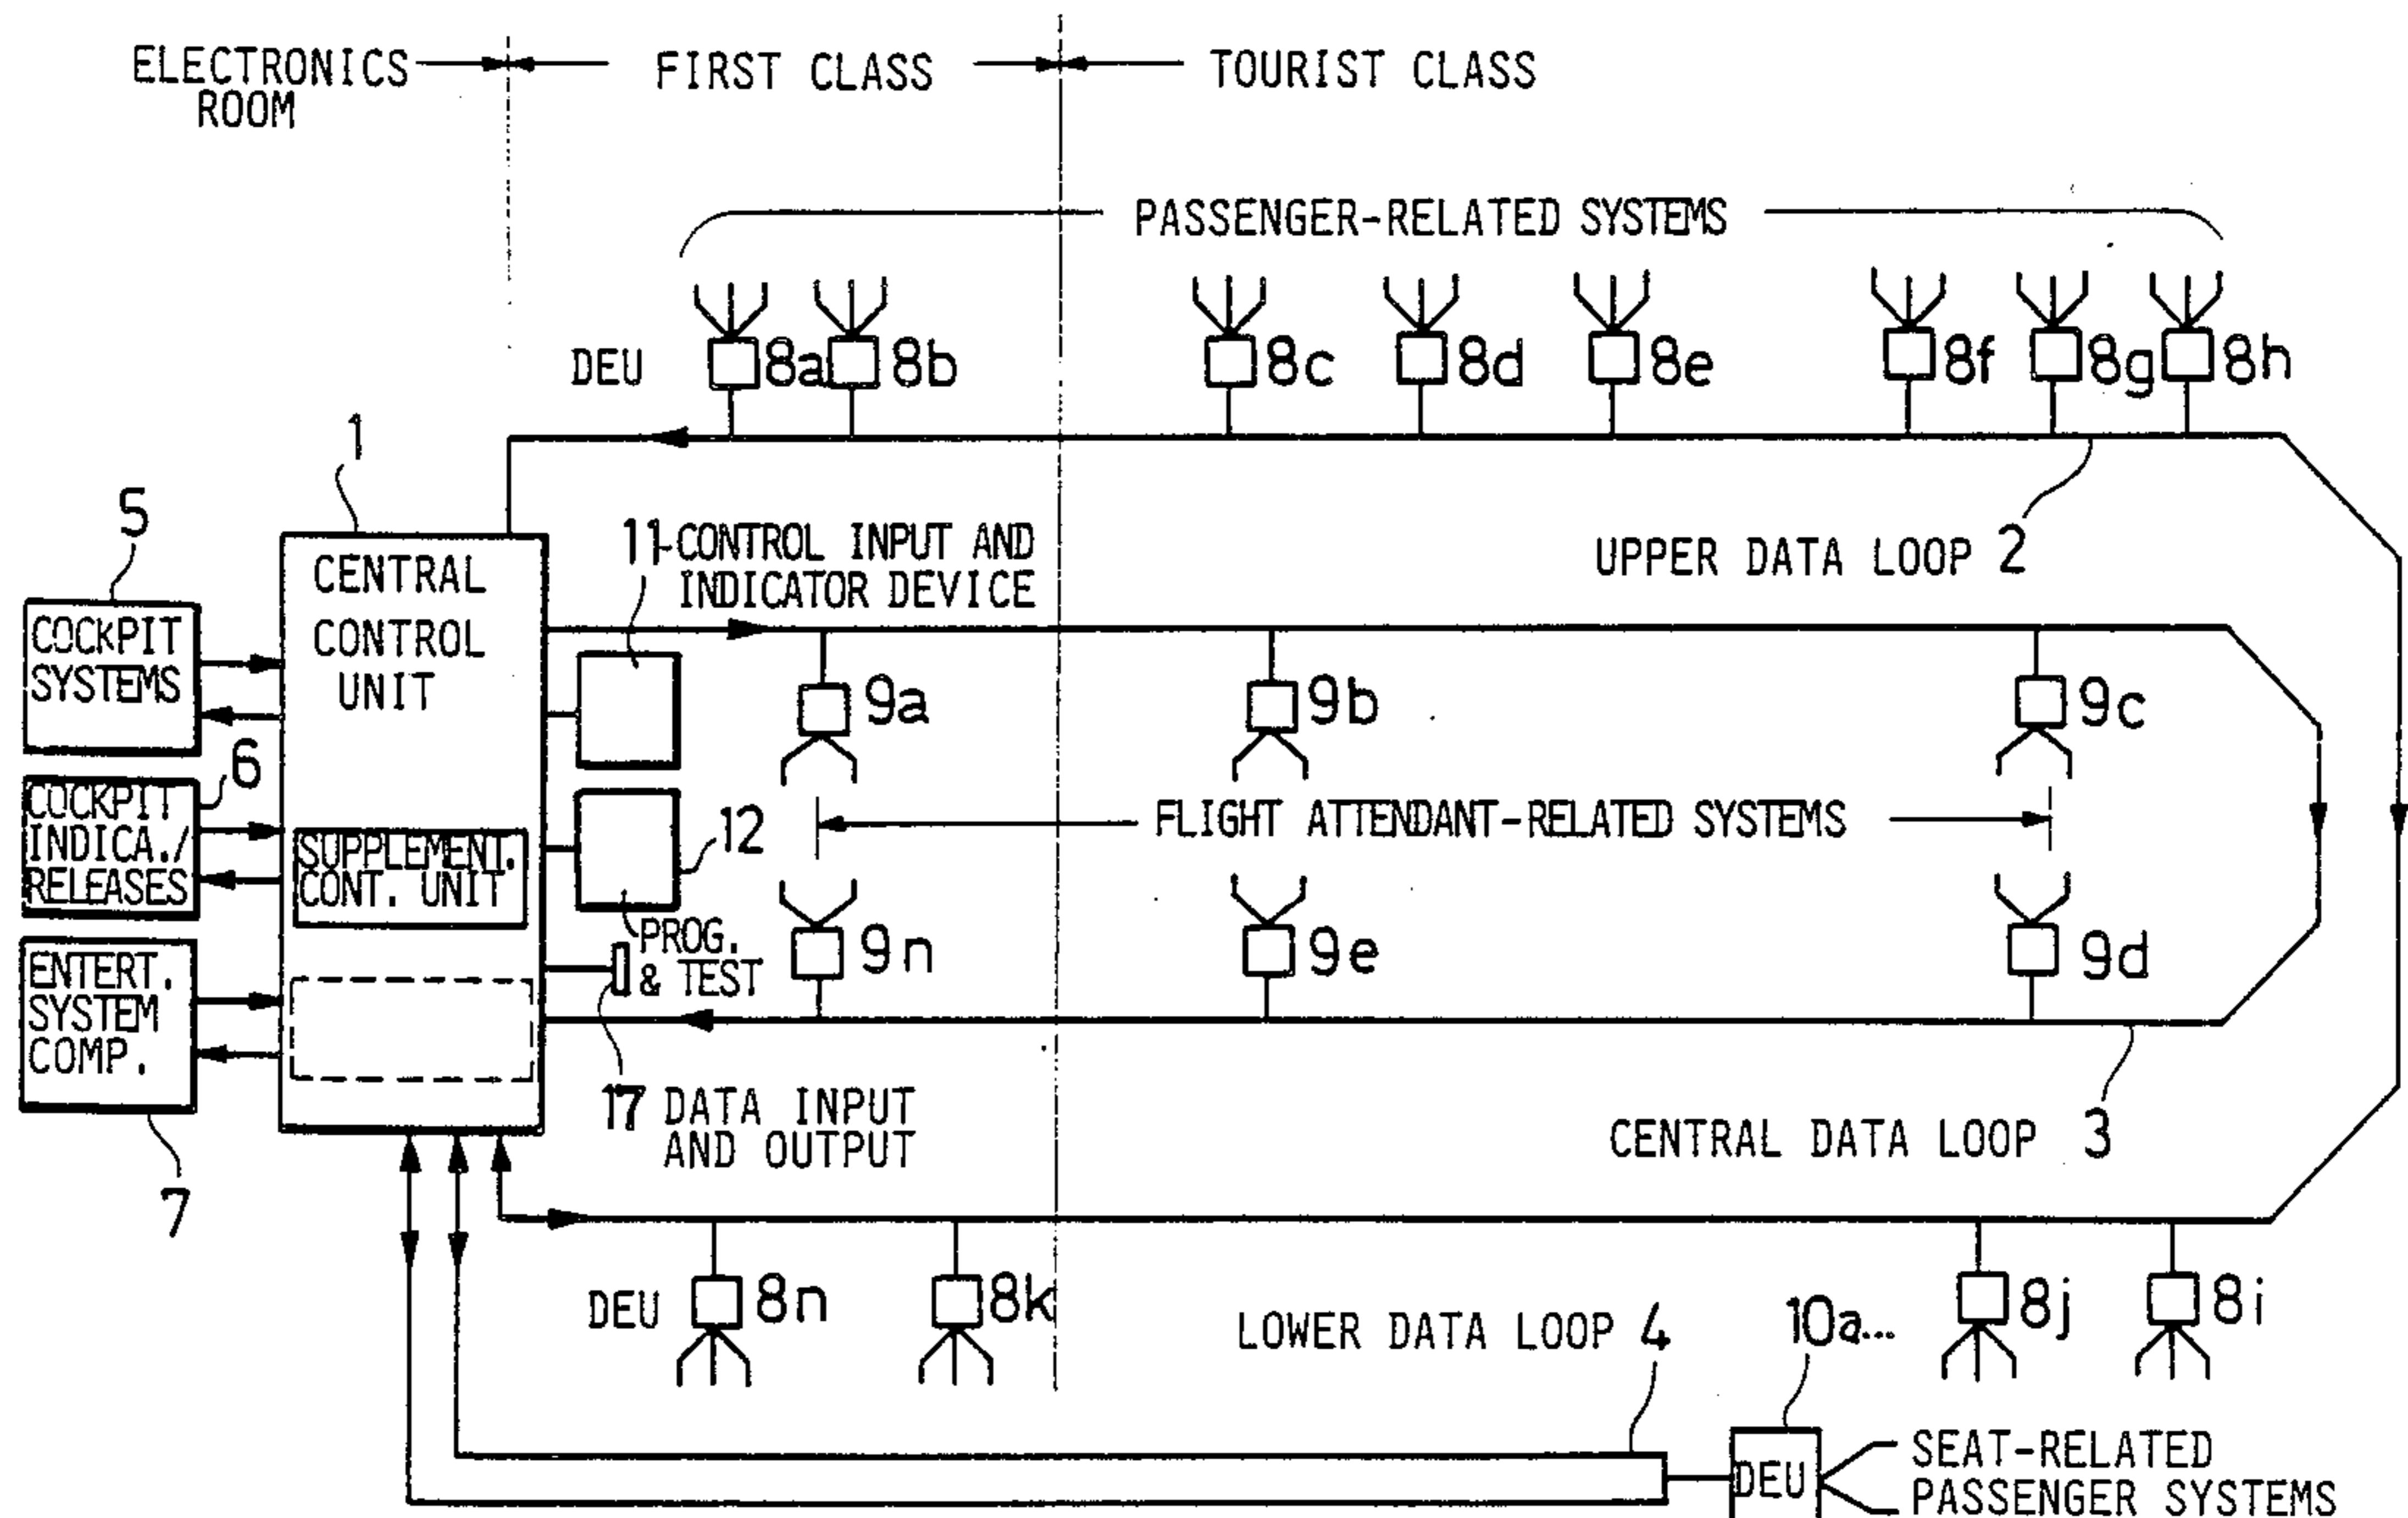 ELECTRONICS
ROOM
FIRST CLASS
TOURIST CLASS
PASSENGER-RELATED SYSTEMS
DEU
8a
8b
8c
8d
8e
8f
8g
8h
1
5
CENTRAL
CONTROL
UNIT
COCKPIT
SYSTEMS
11
CONTROL INPUT AND
INDICATOR DEVICE
UPPER DATA LOOP 2
9a
9b
9c
6
COCKPIT
INDICA./
RELEASES
SUPPLEMENT.
CONT. UNIT
12
FLIGHT ATTENDANT-RELATED SYSTEMS
PROG.
& TEST
9n
9e
9d
ENTERT.
SYSTEM
COMP.
7
17 DATA INPUT
AND OUTPUT
CENTRAL DATA LOOP 3
DEU
8n
8k
8j
8i
LOWER DATA LOOP 4
10a...
DEU
SEAT-RELATED
PASSENGER SYSTEMS